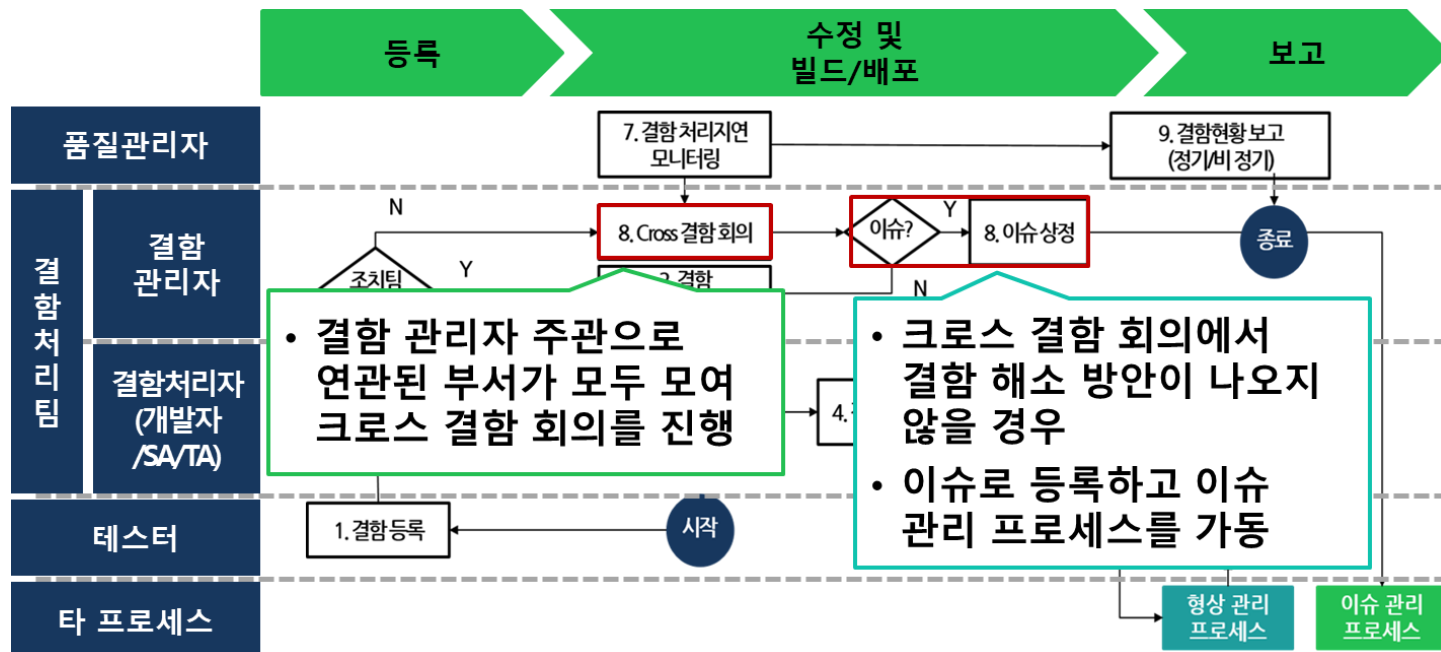 등록
수정 및
빌드/배포
보고
품질관리자
7. 결함 처리지연
모니터링
9. 결함현황 보고
(정기/비 정기)
결함처리팀
결함
관리자
N
8. Cross 결함 회의
이슈?
Y
8. 이슈 상정
종료
조치팀
Y
결함
N
• 결함 관리자 주관으로
연관된 부서가 모두 모여
크로스 결함 회의를 진행
• 크로스 결함 회의에서
결함 해소 방안이 나오지
않을 경우
• 이슈로 등록하고 이슈
관리 프로세스를 가동
결함처리자
(개발자
/SA/TA)
4.
테스터
1. 결함 등록
시작
타 프로세스
형상 관리
프로세스
이슈 관리
프로세스